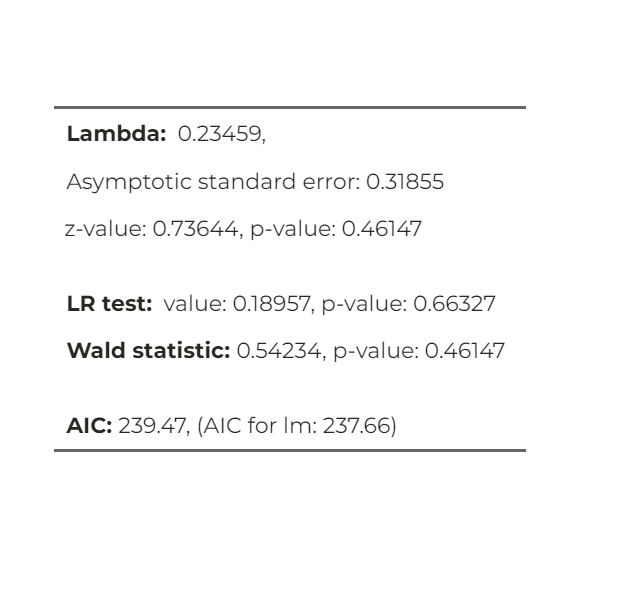 Lambda: 0.23459,
Asymptotic standard error: 0.31855
z-value: 0.73644, p-value: 0.46147
LR test: value: 0.18957, p-value: 0.66327
Wald statistic: 0.54234, p-value: 0.46147
AIC: 239.47, (AIC for lm: 237.66)